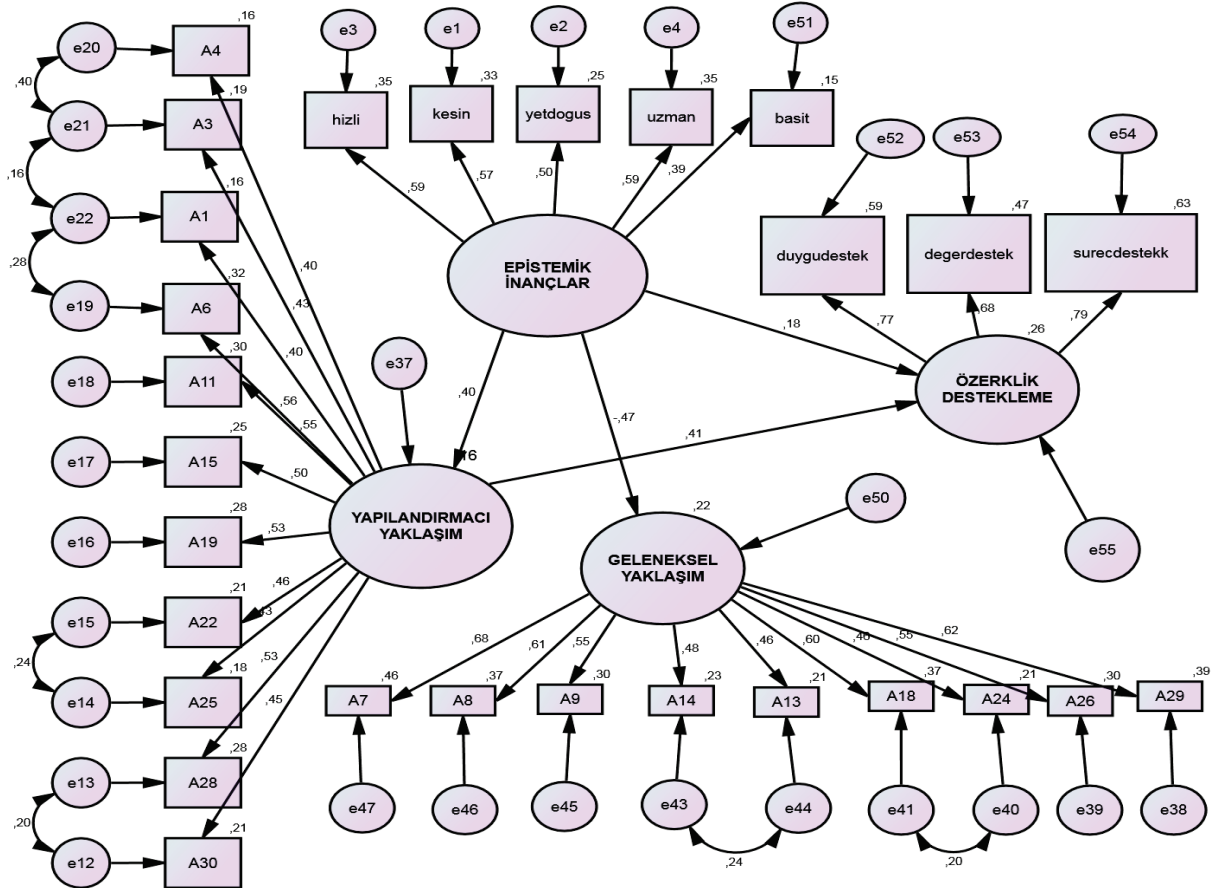 e20
,16
A4
,40
e21
,19
A3
,16
e22
,16
A1
,28
e19
,32
A6
e18
,30
A11
e17
,25
A15
e16
,28
A19
e15
,21
A22
,24
e14
,18
A25
e13
,28
A28
,20
e12
,21
A30
,40
,43
,40
,56
,55
,50
,53
,46
,53
,45
e3
e1
e2
e4
e51
,35
,33
,25
,35
,15
hizli
kesin
yetdogus
uzman
basit
,59
,57
,50
,59
,39
EPİSTEMİK
İNANÇLAR
e52
e53
e54
,59
,47
,63
duygudestek
degerdestek
surecdestekk
,77
,68
,79
,26
ÖZERKLİK
DESTEKLEME
e55
,18
,40
-,47
,41
e37
YAPILANDIRMACI
YAKLAŞIM
e50
,22
GELENEKSEL
YAKLAŞIM
,68
,61
,55
,48
,46
,60
,46
,55
,62
,46
,37
,30
,23
,21
,37
,21
,30
,39
A7
A8
A9
A14
A13
A18
A24
A26
A29
e47
e46
e45
e43
e44
e41
e40
e39
e38
,24
,20